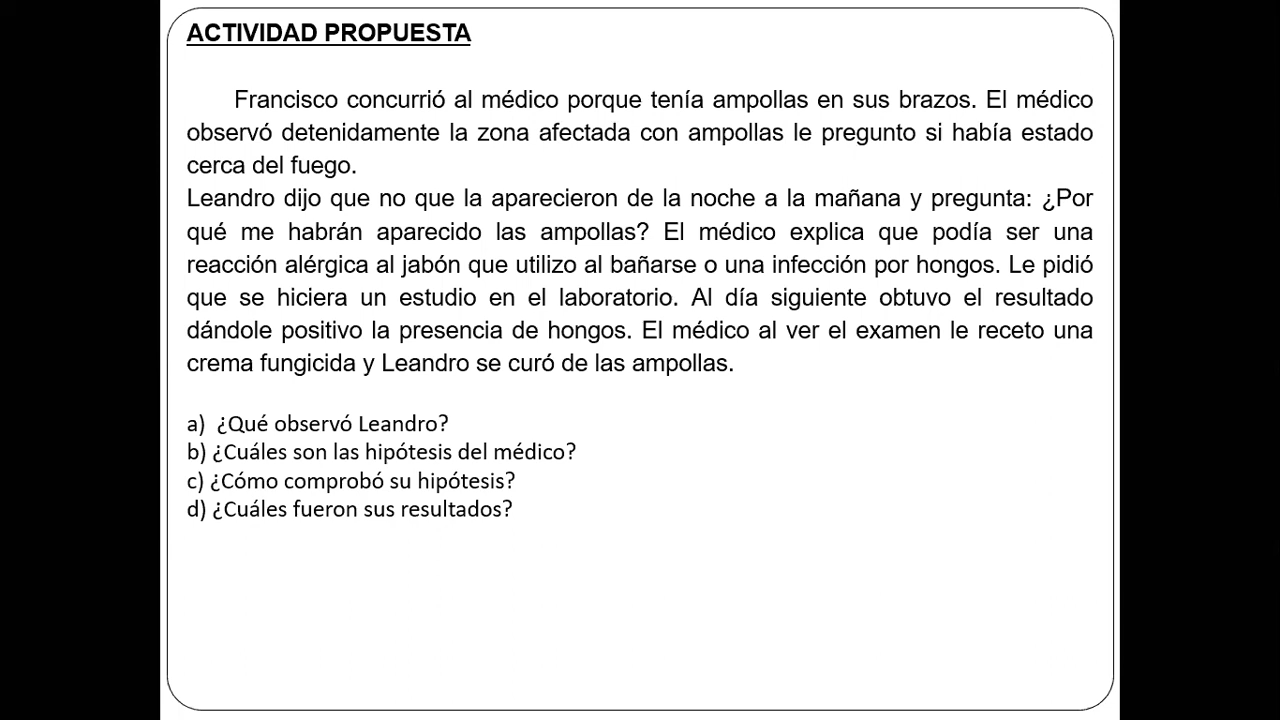 ACTIVIDAD PROPUESTA
Francisco concurrió al médico porque tenía ampollas en sus brazos. El médico
observó detenidamente la zona afectada con ampollas le pregunto si había estado
cerca del fuego.
Leandro dijo que no que la aparecieron de la noche a la mañana y pregunta: ¿Por
qué me habrán aparecido las ampollas? El médico explica que podía ser una
reacción alérgica al jabón que utilizo al bañarse o una infección por hongos. Le pidió
que se hiciera un estudio en el laboratorio. Al día siguiente obtuvo el resultado
dándole positivo la presencia de hongos. El médico al ver el examen le receto una
crema fungicida y Leandro se curó de las ampollas.
a) ¿Qué observó Leandro?
b) ¿Cuáles son las hipótesis del médico?
c) ¿Cómo comprobó su hipótesis?
d) ¿Cuáles fueron sus resultados?